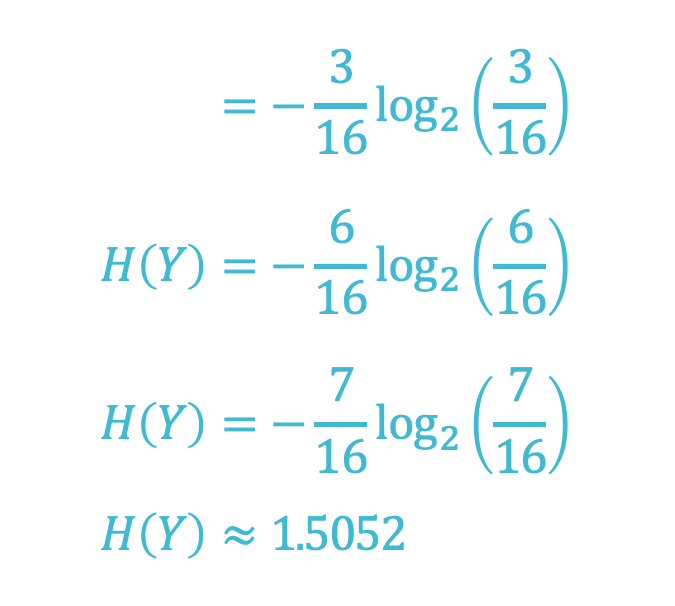 = −3/16 log₂(3/16)
H(Y) = −6/16 log₂(6/16)
H(Y) = −7/16 log₂(7/16)
H(Y) ≈ 1.5052